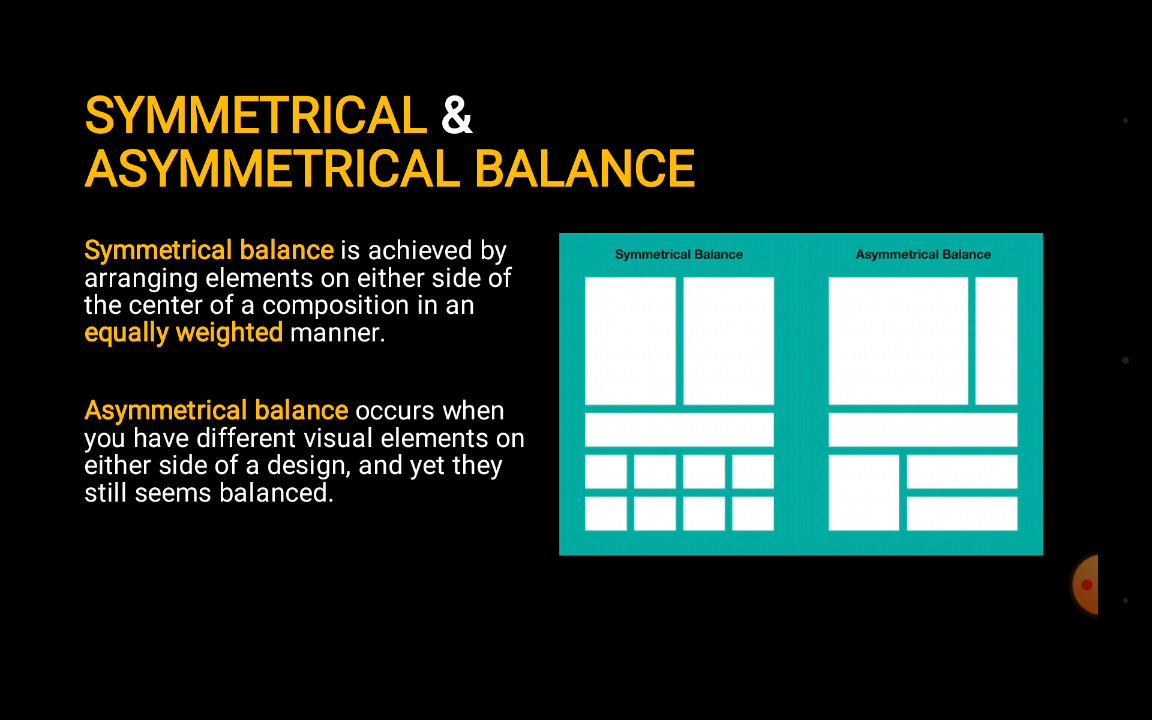 SYMMETRICAL &
ASYMMETRICAL BALANCE
Symmetrical balance is achieved by
arranging elements on either side of
the center of a composition in an
equally weighted manner.
Asymmetrical balance occurs when
you have different visual elements on
either side of a design, and yet they
still seems balanced.
Symmetrical Balance
Asymmetrical Balance